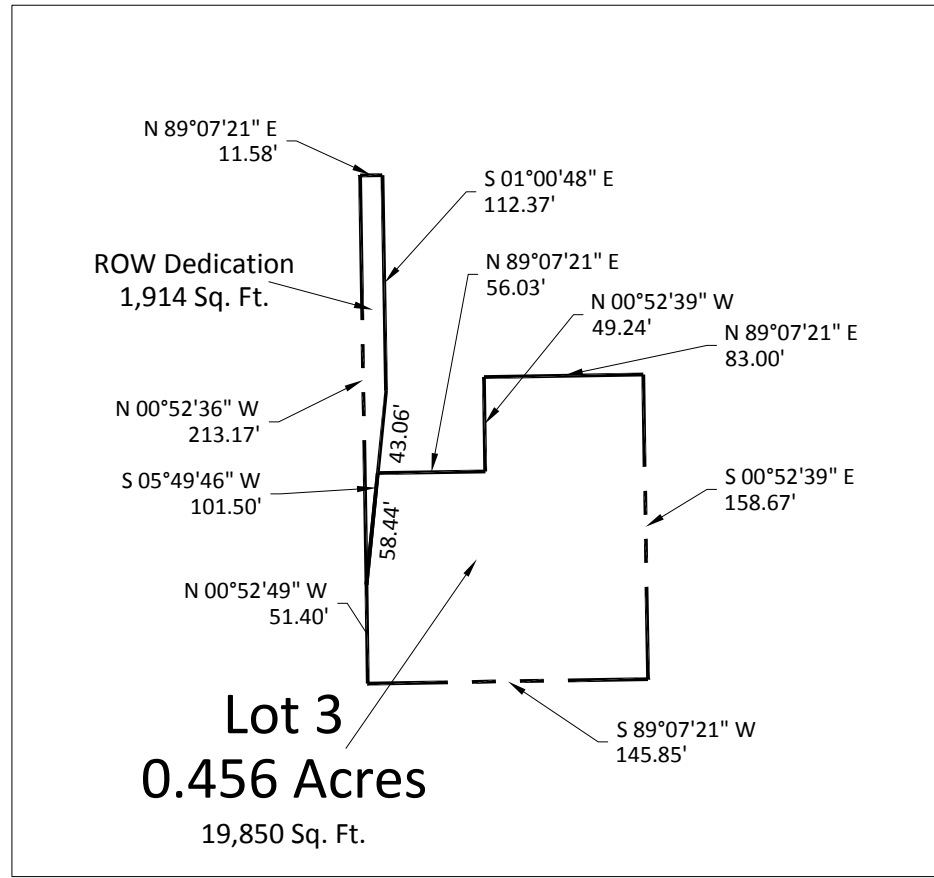 N 89°07'21" E
11.58'
S 01°00'48" E
112.37'
ROW Dedication
1,914 Sq. Ft.
N 89°07'21" E
56.03'
N 00°52'39" W
49.24'
N 89°07'21" E
83.00'
N 00°52'36" W
213.17'
43.06'
S 05°49'46" W
101.50'
S 00°52'39" E
158.67'
58.44'
N 00°52'49" W
51.40'
Lot 3
0.456 Acres
19,850 Sq. Ft.
S 89°07'21" W
145.85'